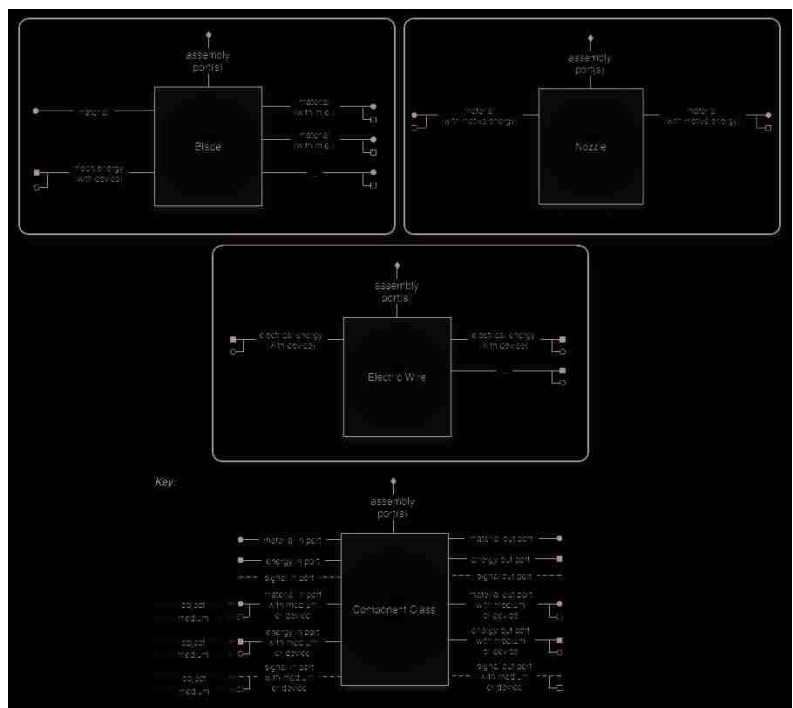 assembly
port(s)
material
material
(with m.e.)
material
(with m.e.)
Blade
mech energy
with device)
...
assembly
port(s)
material
(with motive energy)
material
(with motive energy)
Nozzle
assembly
port(s)
electrical energy
(with device)
electrical energy
(with device)
Electric Wire
...
Key:
assembly
port(s)
material in port
material out port
energy in port
energy out port
signal in port
signal out port
object
medium
material in port
with medium
or device
Component Class
material out port
with medium
or device
object
medium
energy in port
with medium
or device
energy out port
with medium
or device
object
medium
signal in port
with medium
or device
signal out port
with medium
or device